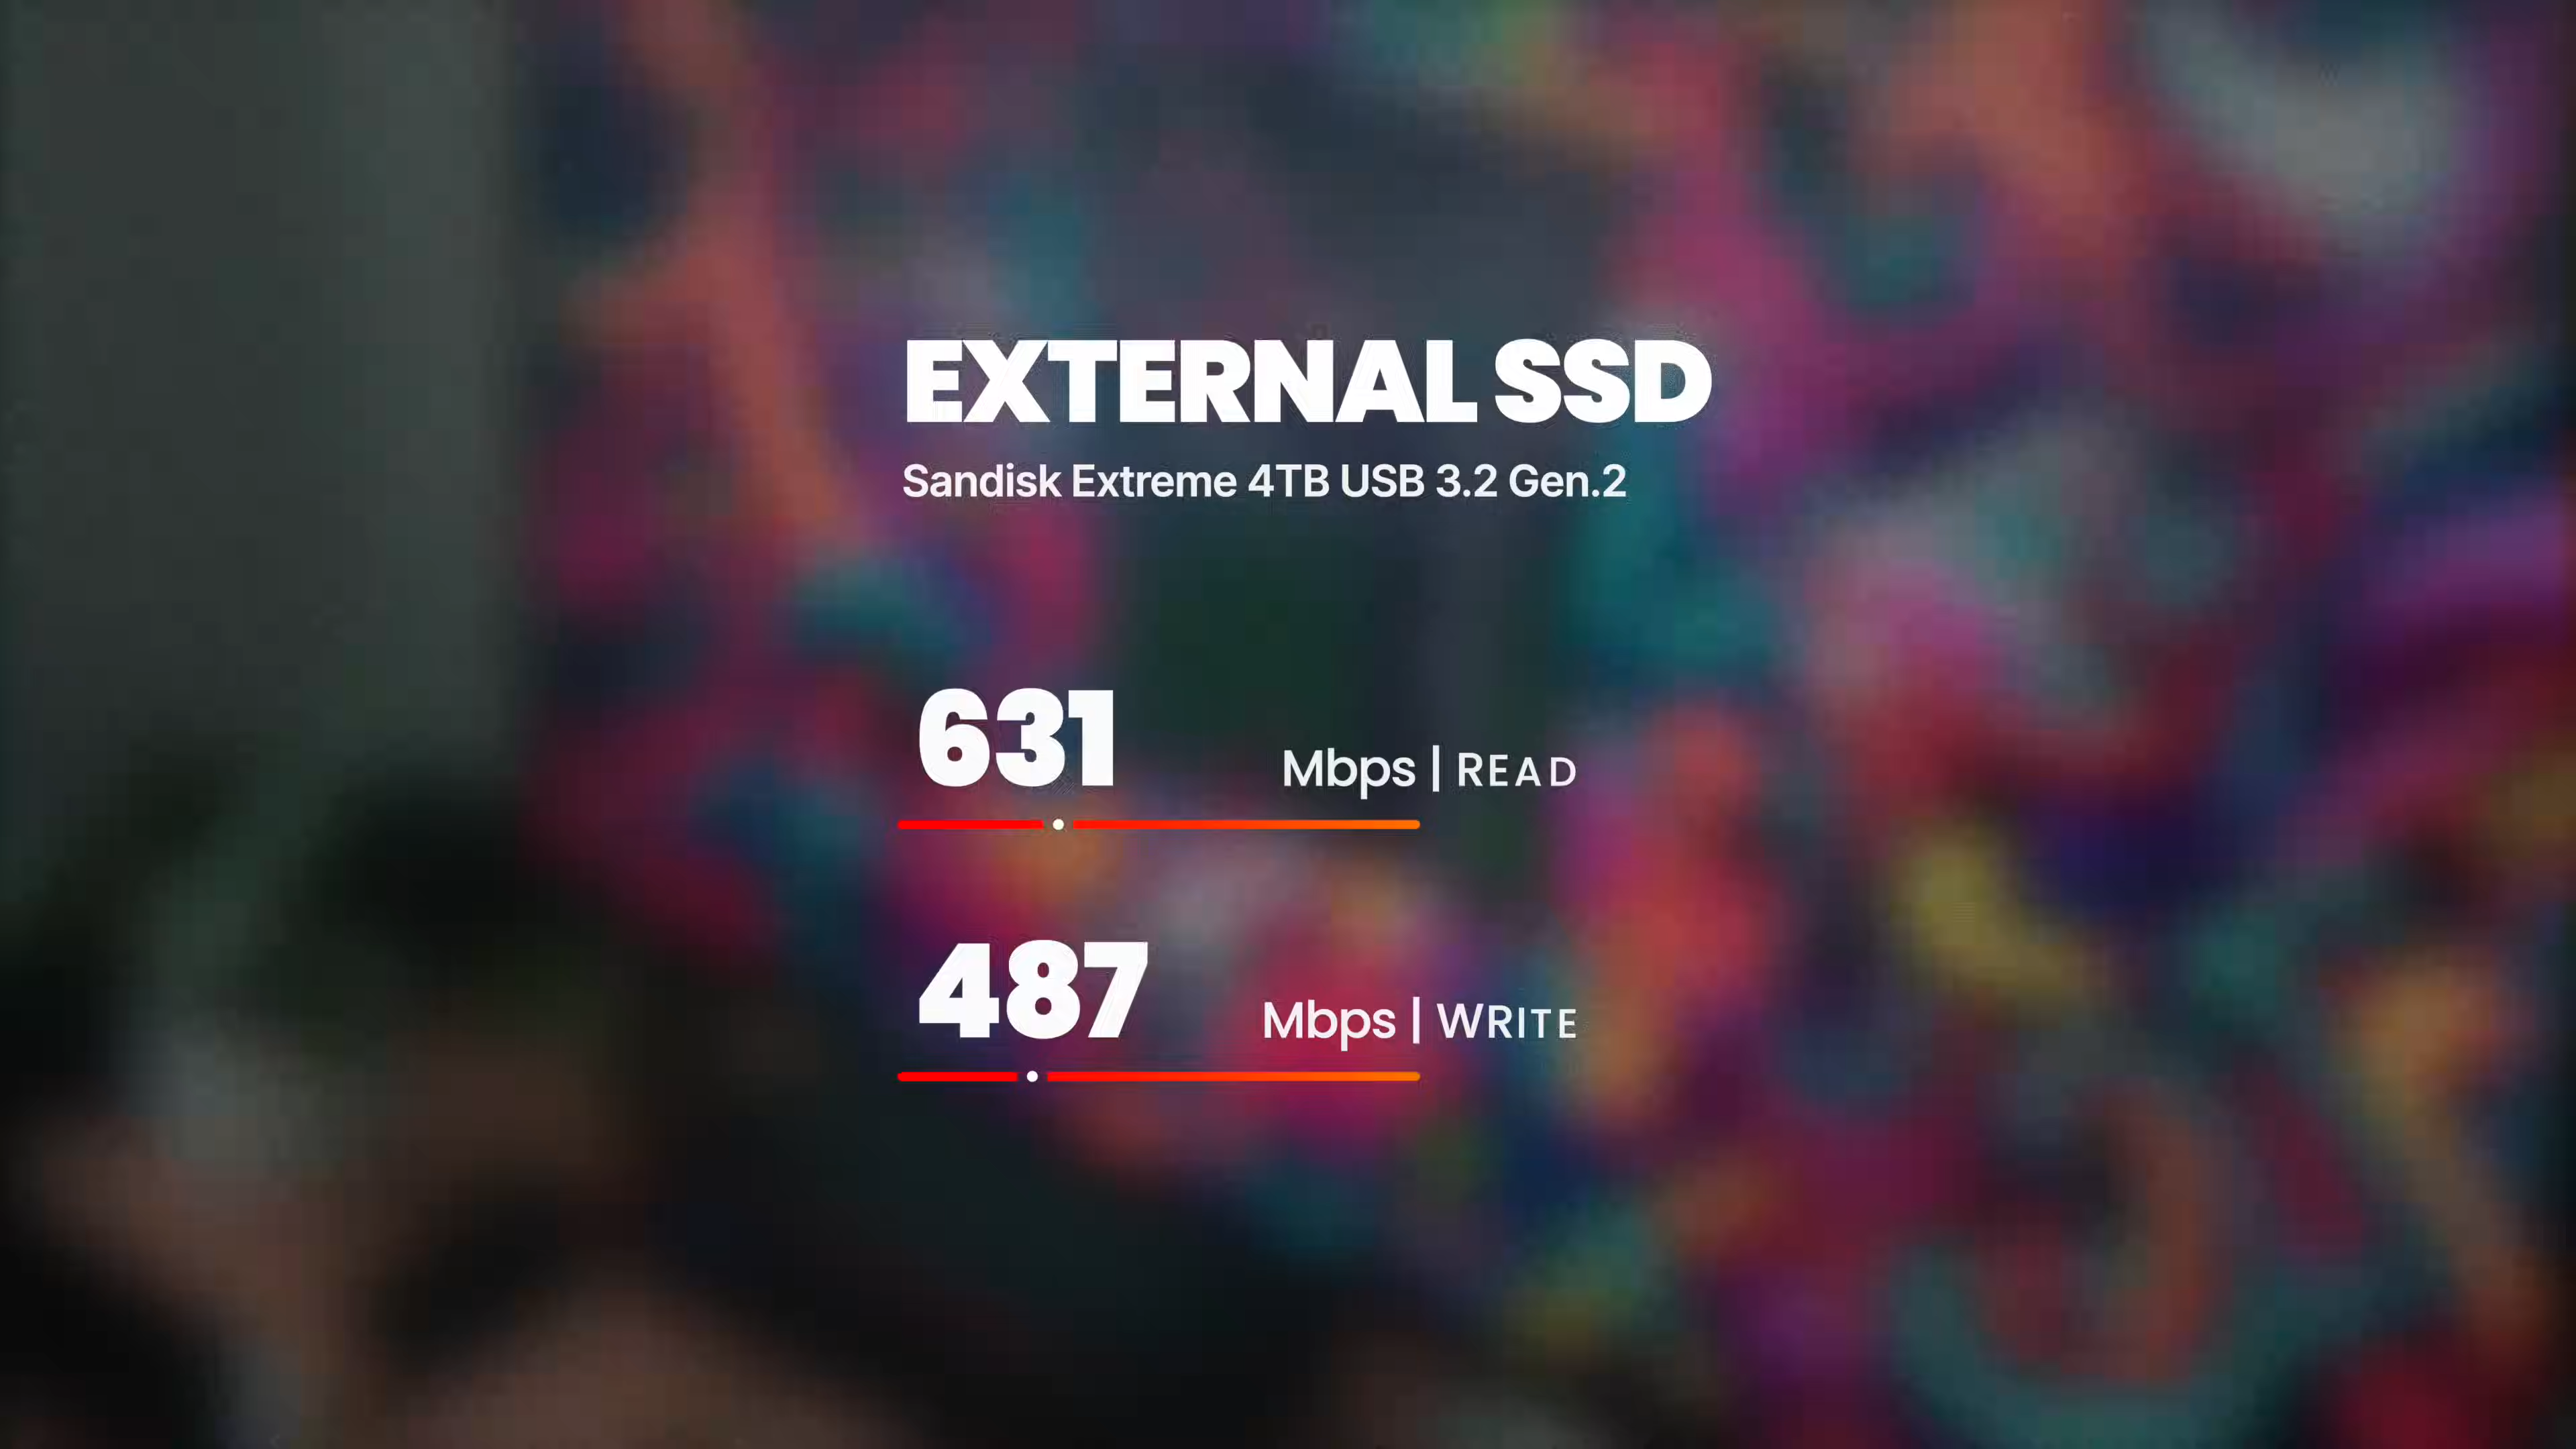 EXTERNAL SSD
Sandisk Extreme 4TB USB 3.2 Gen.2
631 Mbps | READ
487 Mbps | WRITE